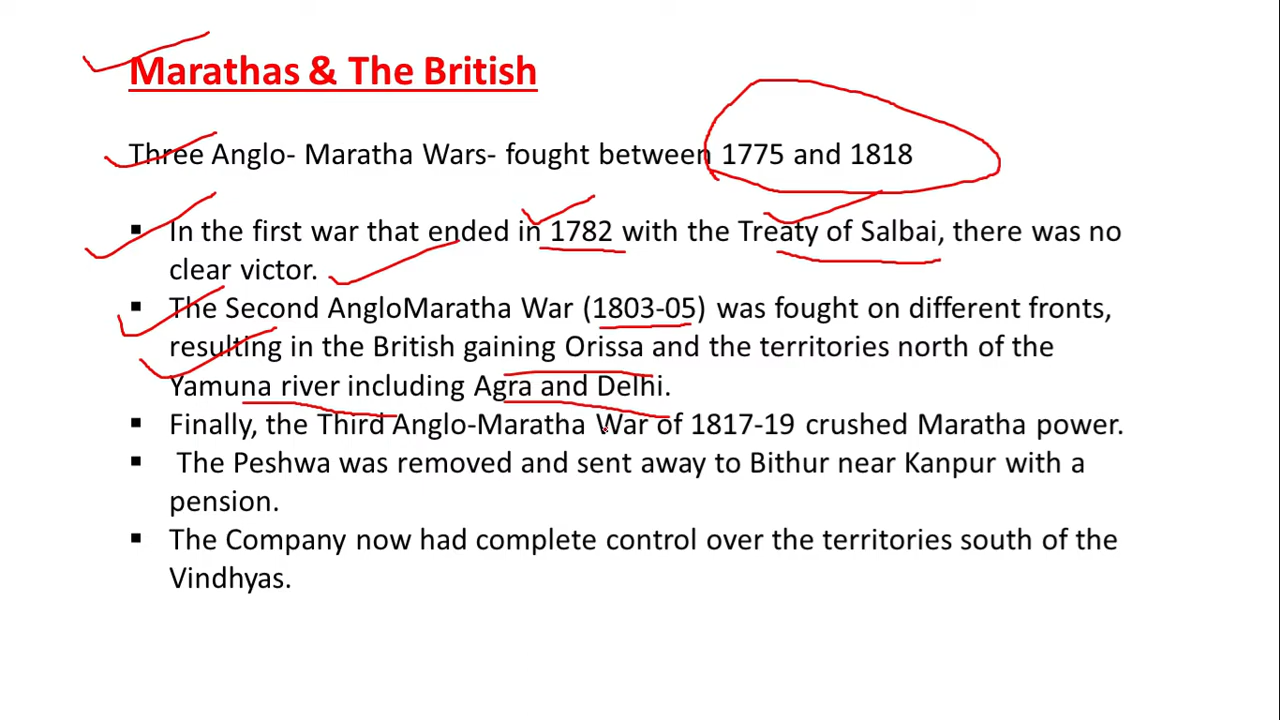 Marathas & The British
Three Anglo- Maratha Wars- fought between 1775 and 1818
▪ In the first war that ended in 1782 with the Treaty of Salbai, there was no
clear victor.
▪ The Second AngloMaratha War (1803-05) was fought on different fronts,
resulting in the British gaining Orissa and the territories north of the
Yamuna river including Agra and Delhi.
▪ Finally, the Third Anglo-Maratha War of 1817-19 crushed Maratha power.
▪ The Peshwa was removed and sent away to Bithur near Kanpur with a
pension.
▪ The Company now had complete control over the territories south of the
Vindhyas.